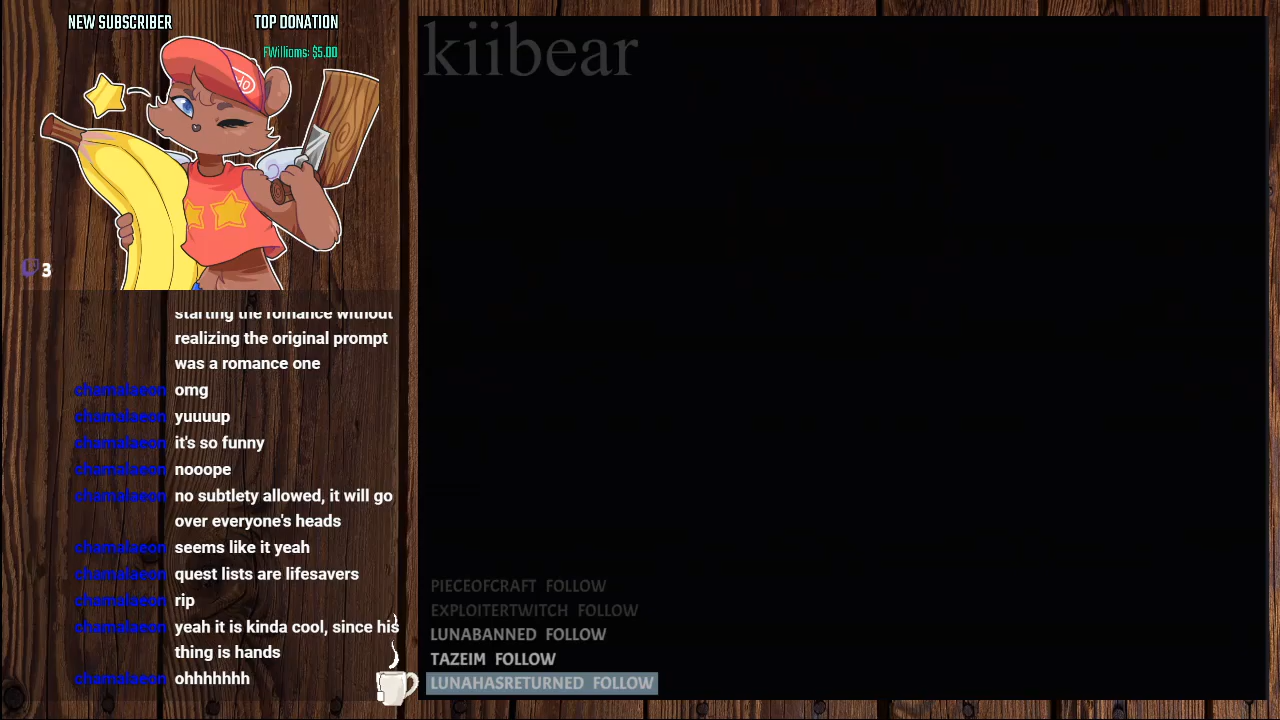 NEW SUBSCRIBER
TOP DONATION
FWillioms: $5.00
kiibear
3
starting the romance without
realizing the original prompt
was a romance one
chamalaeon omg
chamalaeon yuuuup
chamalaeon it's so funny
chamalaeon nooope
chamalaeon no subtlety allowed, it will go
over everyone's heads
chamalaeon seems like it yeah
chamalaeon quest lists are lifesavers
chamalaeon rip
chamalaeon yeah it is kinda cool, since his
thing is hands
chamalaeon ohhhhhhh
PIECEOFCRAFT FOLLOW
EXPLOITERTWITCH FOLLOW
LUNABANNED FOLLOW
TAZEIM FOLLOW
LUNAHASRETURNED FOLLOW